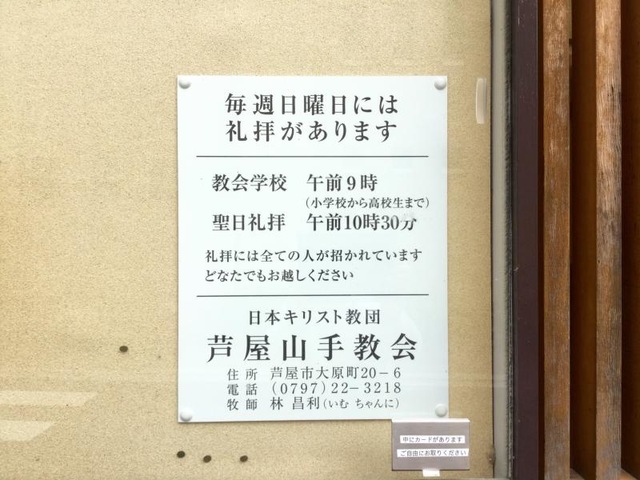 毎週日曜日には
礼拝があります
教会学校 午前9時
(小学校から高校生まで)
聖日礼拝 午前10時30分
礼拝には全ての人が招かれています
どなたでもお越しください
日本キリスト教団
芦屋山手教会
住所 芦屋市大原町20-6
電話 (0797)22-3218
牧師 林 昌利(いむ ちゃんに)
中にカードがあります
ご自由にお取りください